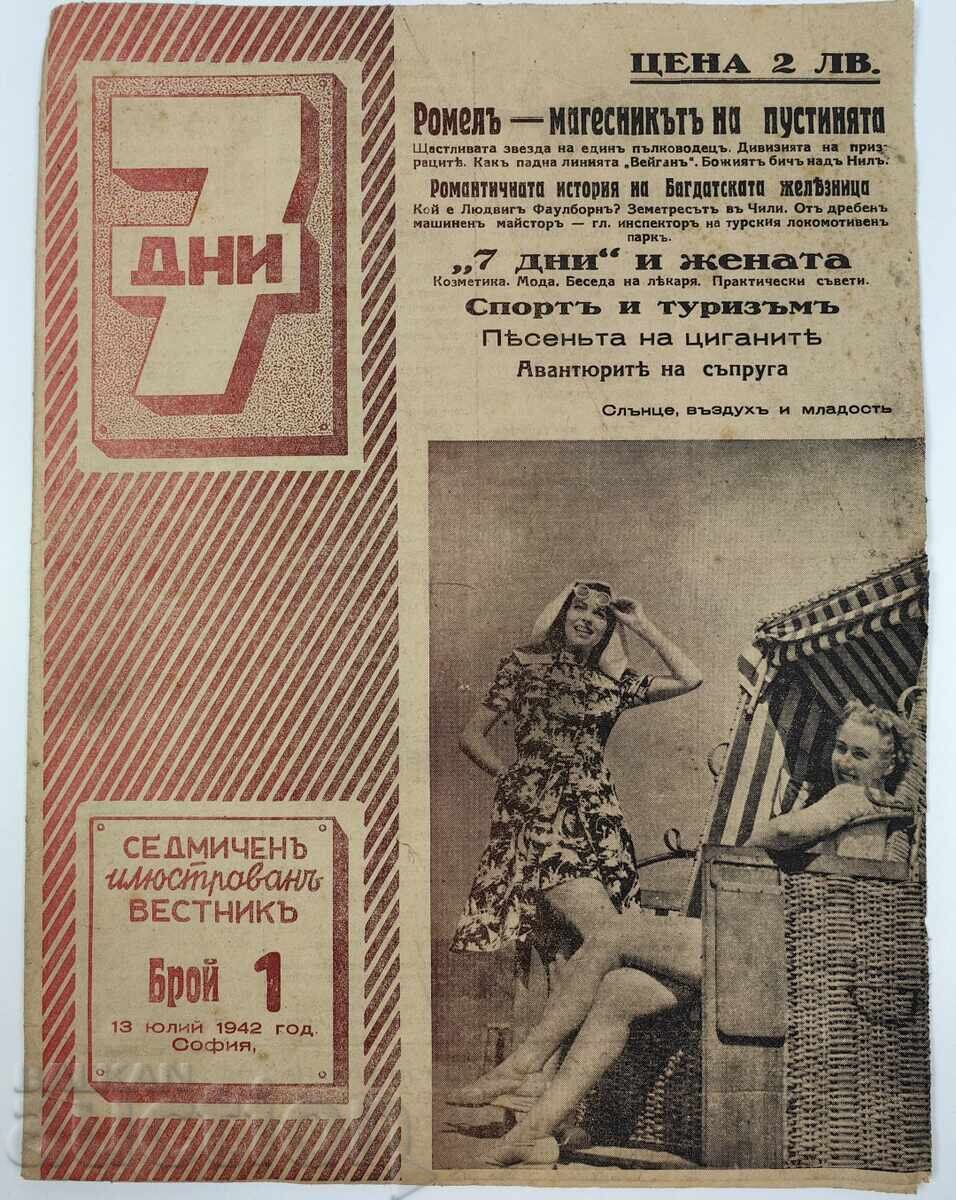 7
ДНИ
ЦЕНА 2 ЛВ.
Ромелъ — магесникътъ на пустинята
Щастливата звезда на единъ пълководецъ. Дивизията на приз-
рацитѣ. Какъ падна линията „Вейганъ". Божиятъ бичъ надъ Нилъ.
Романтичната история на Багдатската желѣзница
Кой е Людвигъ Фаулборнъ? Земетресътъ въ Чили. Отъ дребенъ
машиненъ майсторъ — гл. инспекторъ на турския локомотивенъ
паркъ.
„7 дни" и жената
Козметика. Мода. Беседа на лѣкаря. Практически съвети.
Спортъ и туризъмъ
Пѣсеньта на циганитѣ
Авантюритѣ на съпруга
Слънце, въздухъ и младость
СЕДМИЧЕНЪ
илюстрованъ
ВЕСТНИКЪ
Брой 1
13 юлий 1942 год.
София,